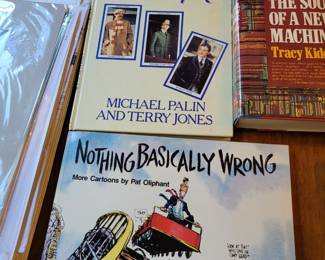 MICHAEL PALIN
AND TERRY JONES
THE SOUL
OF A NEW
MACHINE
Tracy Kid
NOTHING BASICALLY WRONG
More Cartoons by Pat Oliphant